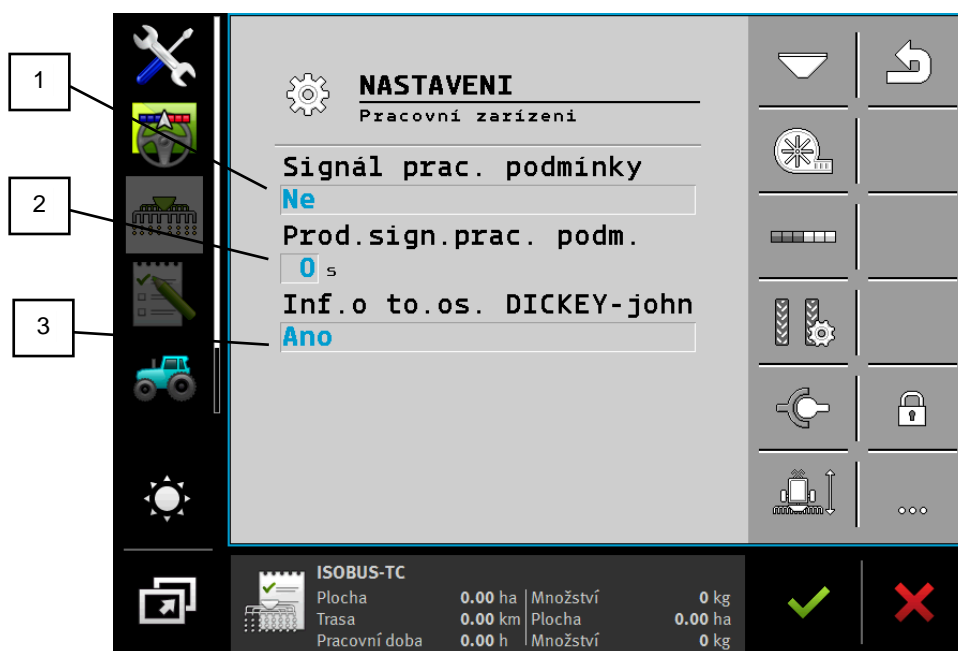 1
2
3
NASTAVENI
Pracovní zarízeni
Signál prac. podmínky
Ne
Prod.sign.prac. podm.
0 s
Inf.o to.os. DICKEY-john
Ano
ISOBUS-TC
Plocha 0.00 ha Množství 0 kg
Trasa 0.00 km Plocha 0.00 ha
Pracovní doba 0.00 h Množství 0 kg